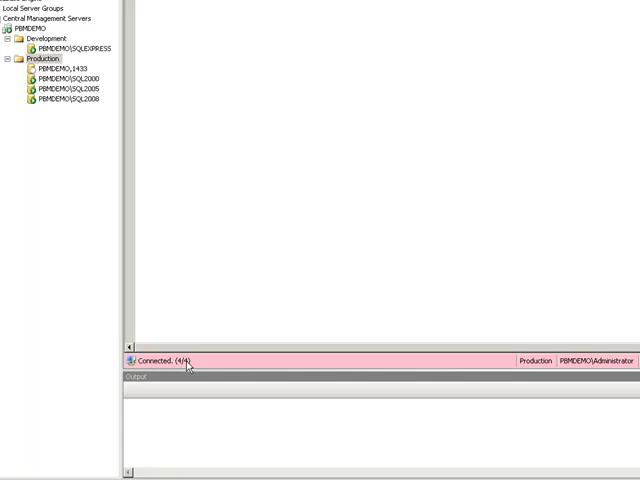 Local Server Groups
Central Management Servers
PBMDEMO
Development
PBMDEMO\SQLEXPRESS
Production
PBMDEMO,1433
PBMDEMO\SQL2000
PBMDEMO\SQL2005
PBMDEMO\SQL2008
Connected. (4/4)
Production
PBMDEMO\Administrator
Output